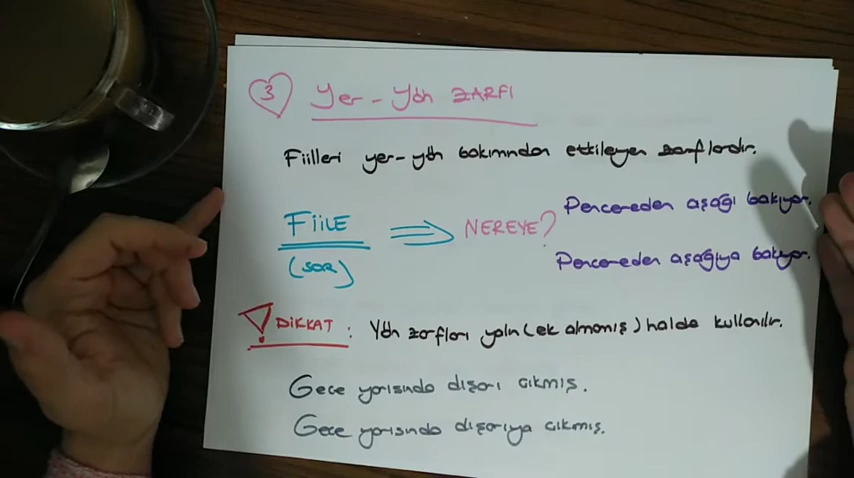 3 Yer-Yön ZARFI
Fiilleri yer-yön bakımından etkileyen zarflardır.
FİİLE
(SOR)
NEREYE?
Pencereden aşağı bakıyor.
Pencereden aşağıya bakıyor.
! DİKKAT : Yön zarfları yalın (ek almamış) halde kullanılır.
Gece yarısında dışarı çıkmış.
Gece yarısında dışarıya çıkmış.